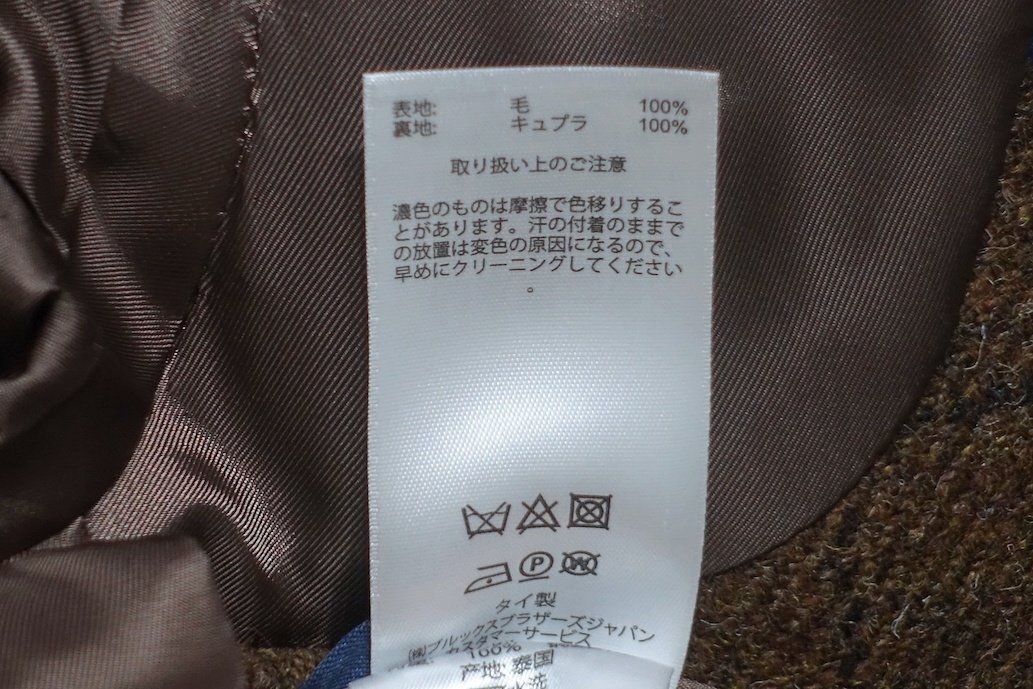 表地: 毛 100%
裏地: キュプラ 100%
取り扱い上のご注意
濃色のものは摩擦で色移りするこ
とがあります。汗の付着のままで
の放置は変色の原因になるので、
早めにクリーニングしてください
。
P
W
タイ製
㈱ブルックスブラザーズジャパン
カスタマーサービス
100%
产地: 泰国
水洗